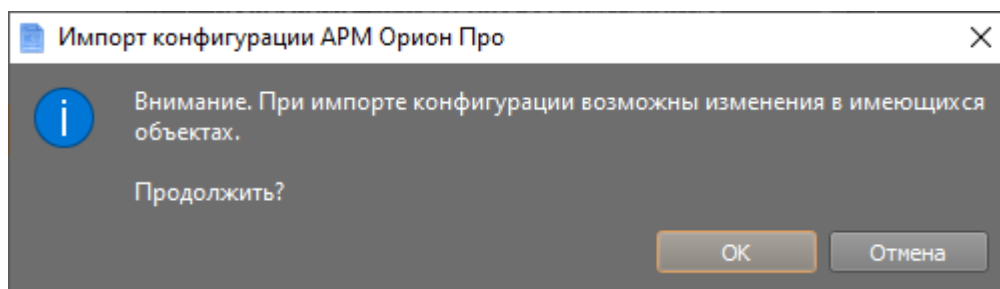 Импорт конфигурации АРМ Орион Про
Внимание. При импорте конфигурации возможны изменения в имеющихся
объектах.
Продолжить?
OK
Отмена